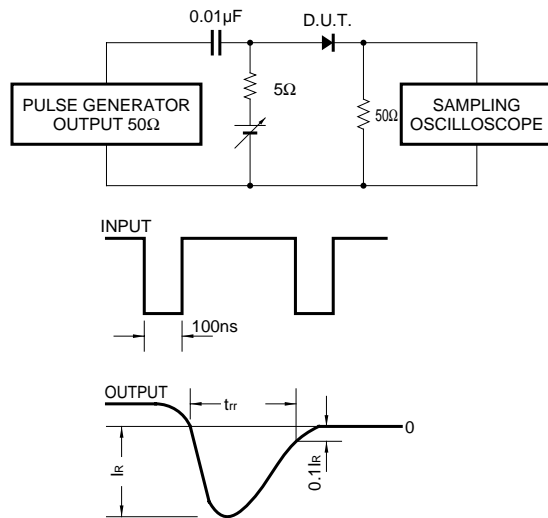 0.01μF
D.U.T.
5Ω
PULSE GENERATOR
OUTPUT 50Ω
50Ω
SAMPLING
OSCILLOSCOPE
INPUT
100ns
OUTPUT
trr
0
IR
0.1IR